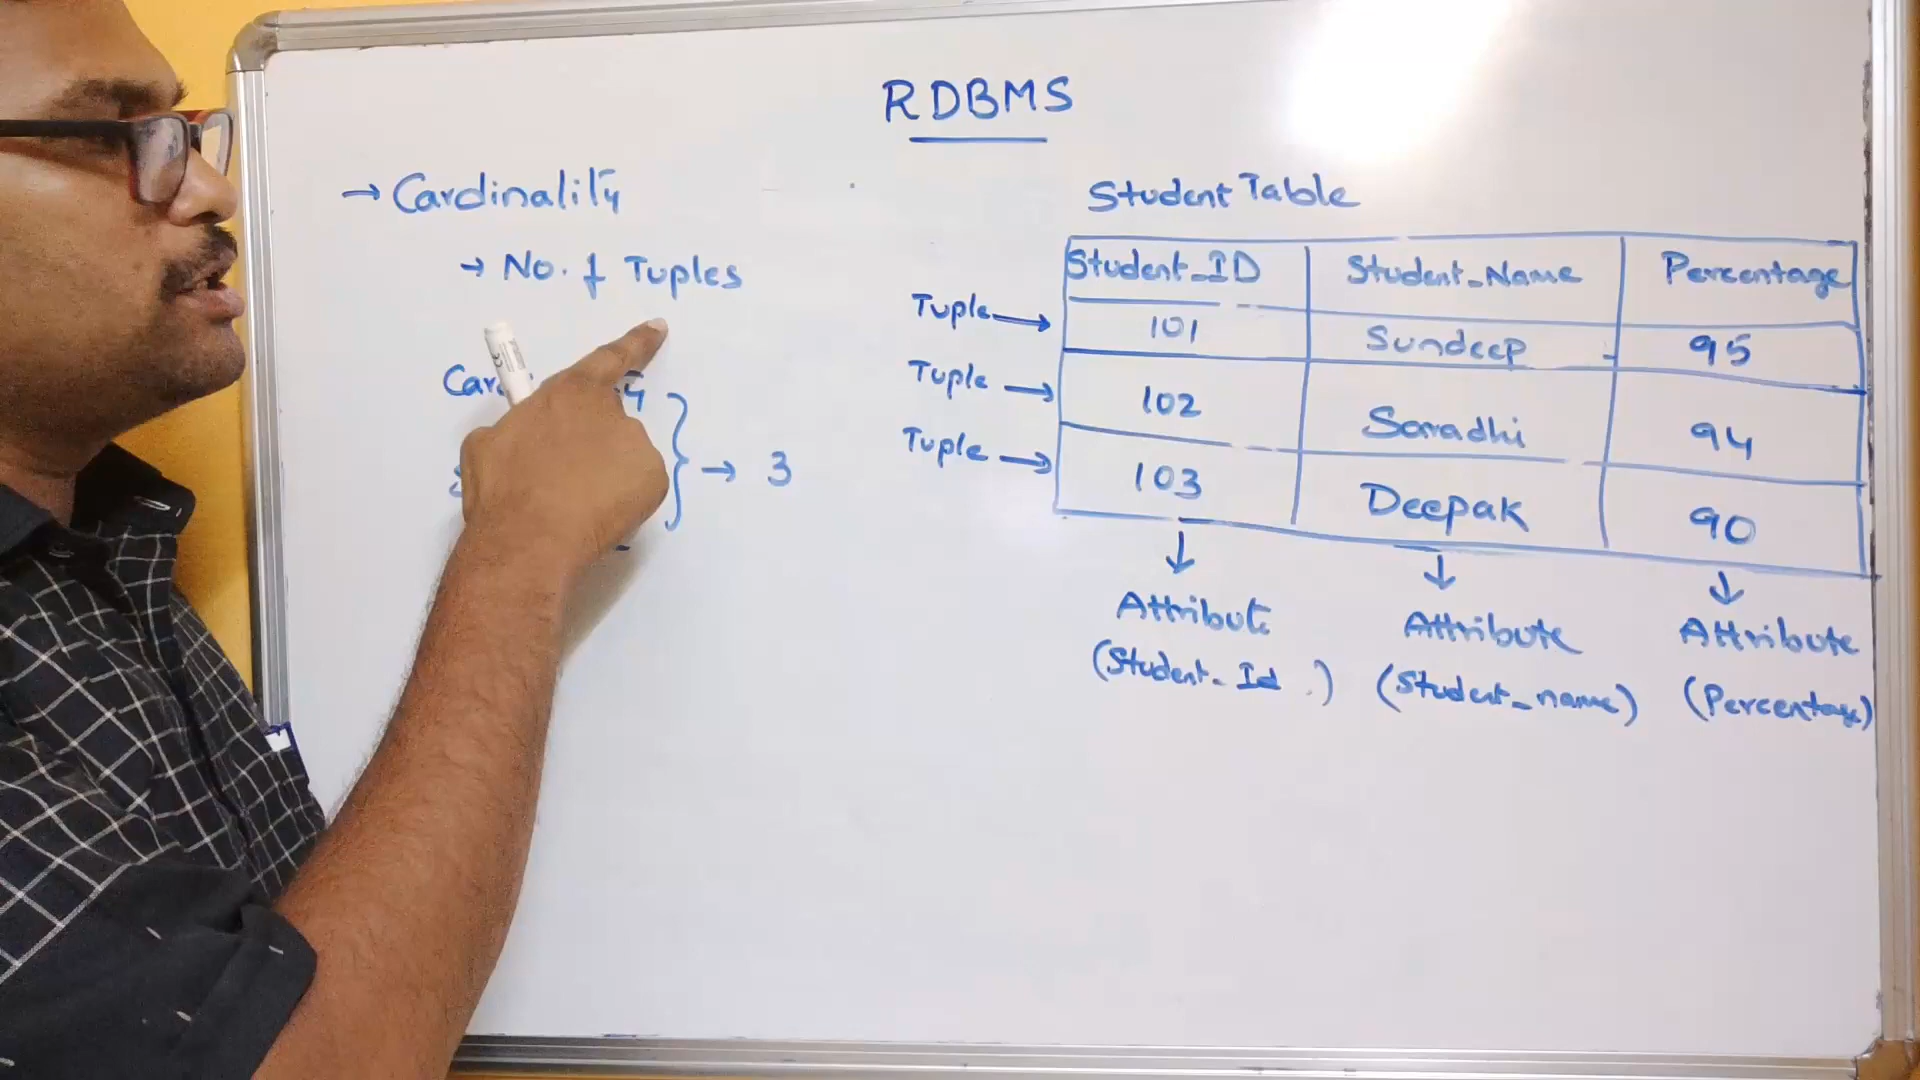 RDBMS
→ Cardinality
→ No. of Tuples
} → 3
Student Table
Student_ID Student_Name Percentage
Tuple → 101 Sundeep 95
Tuple → 102 Saradhi 94
Tuple → 103 Deepak 90
↓ ↓ ↓
Attribute Attribute Attribute
(Student_Id ) (Student_name) (Percentage)